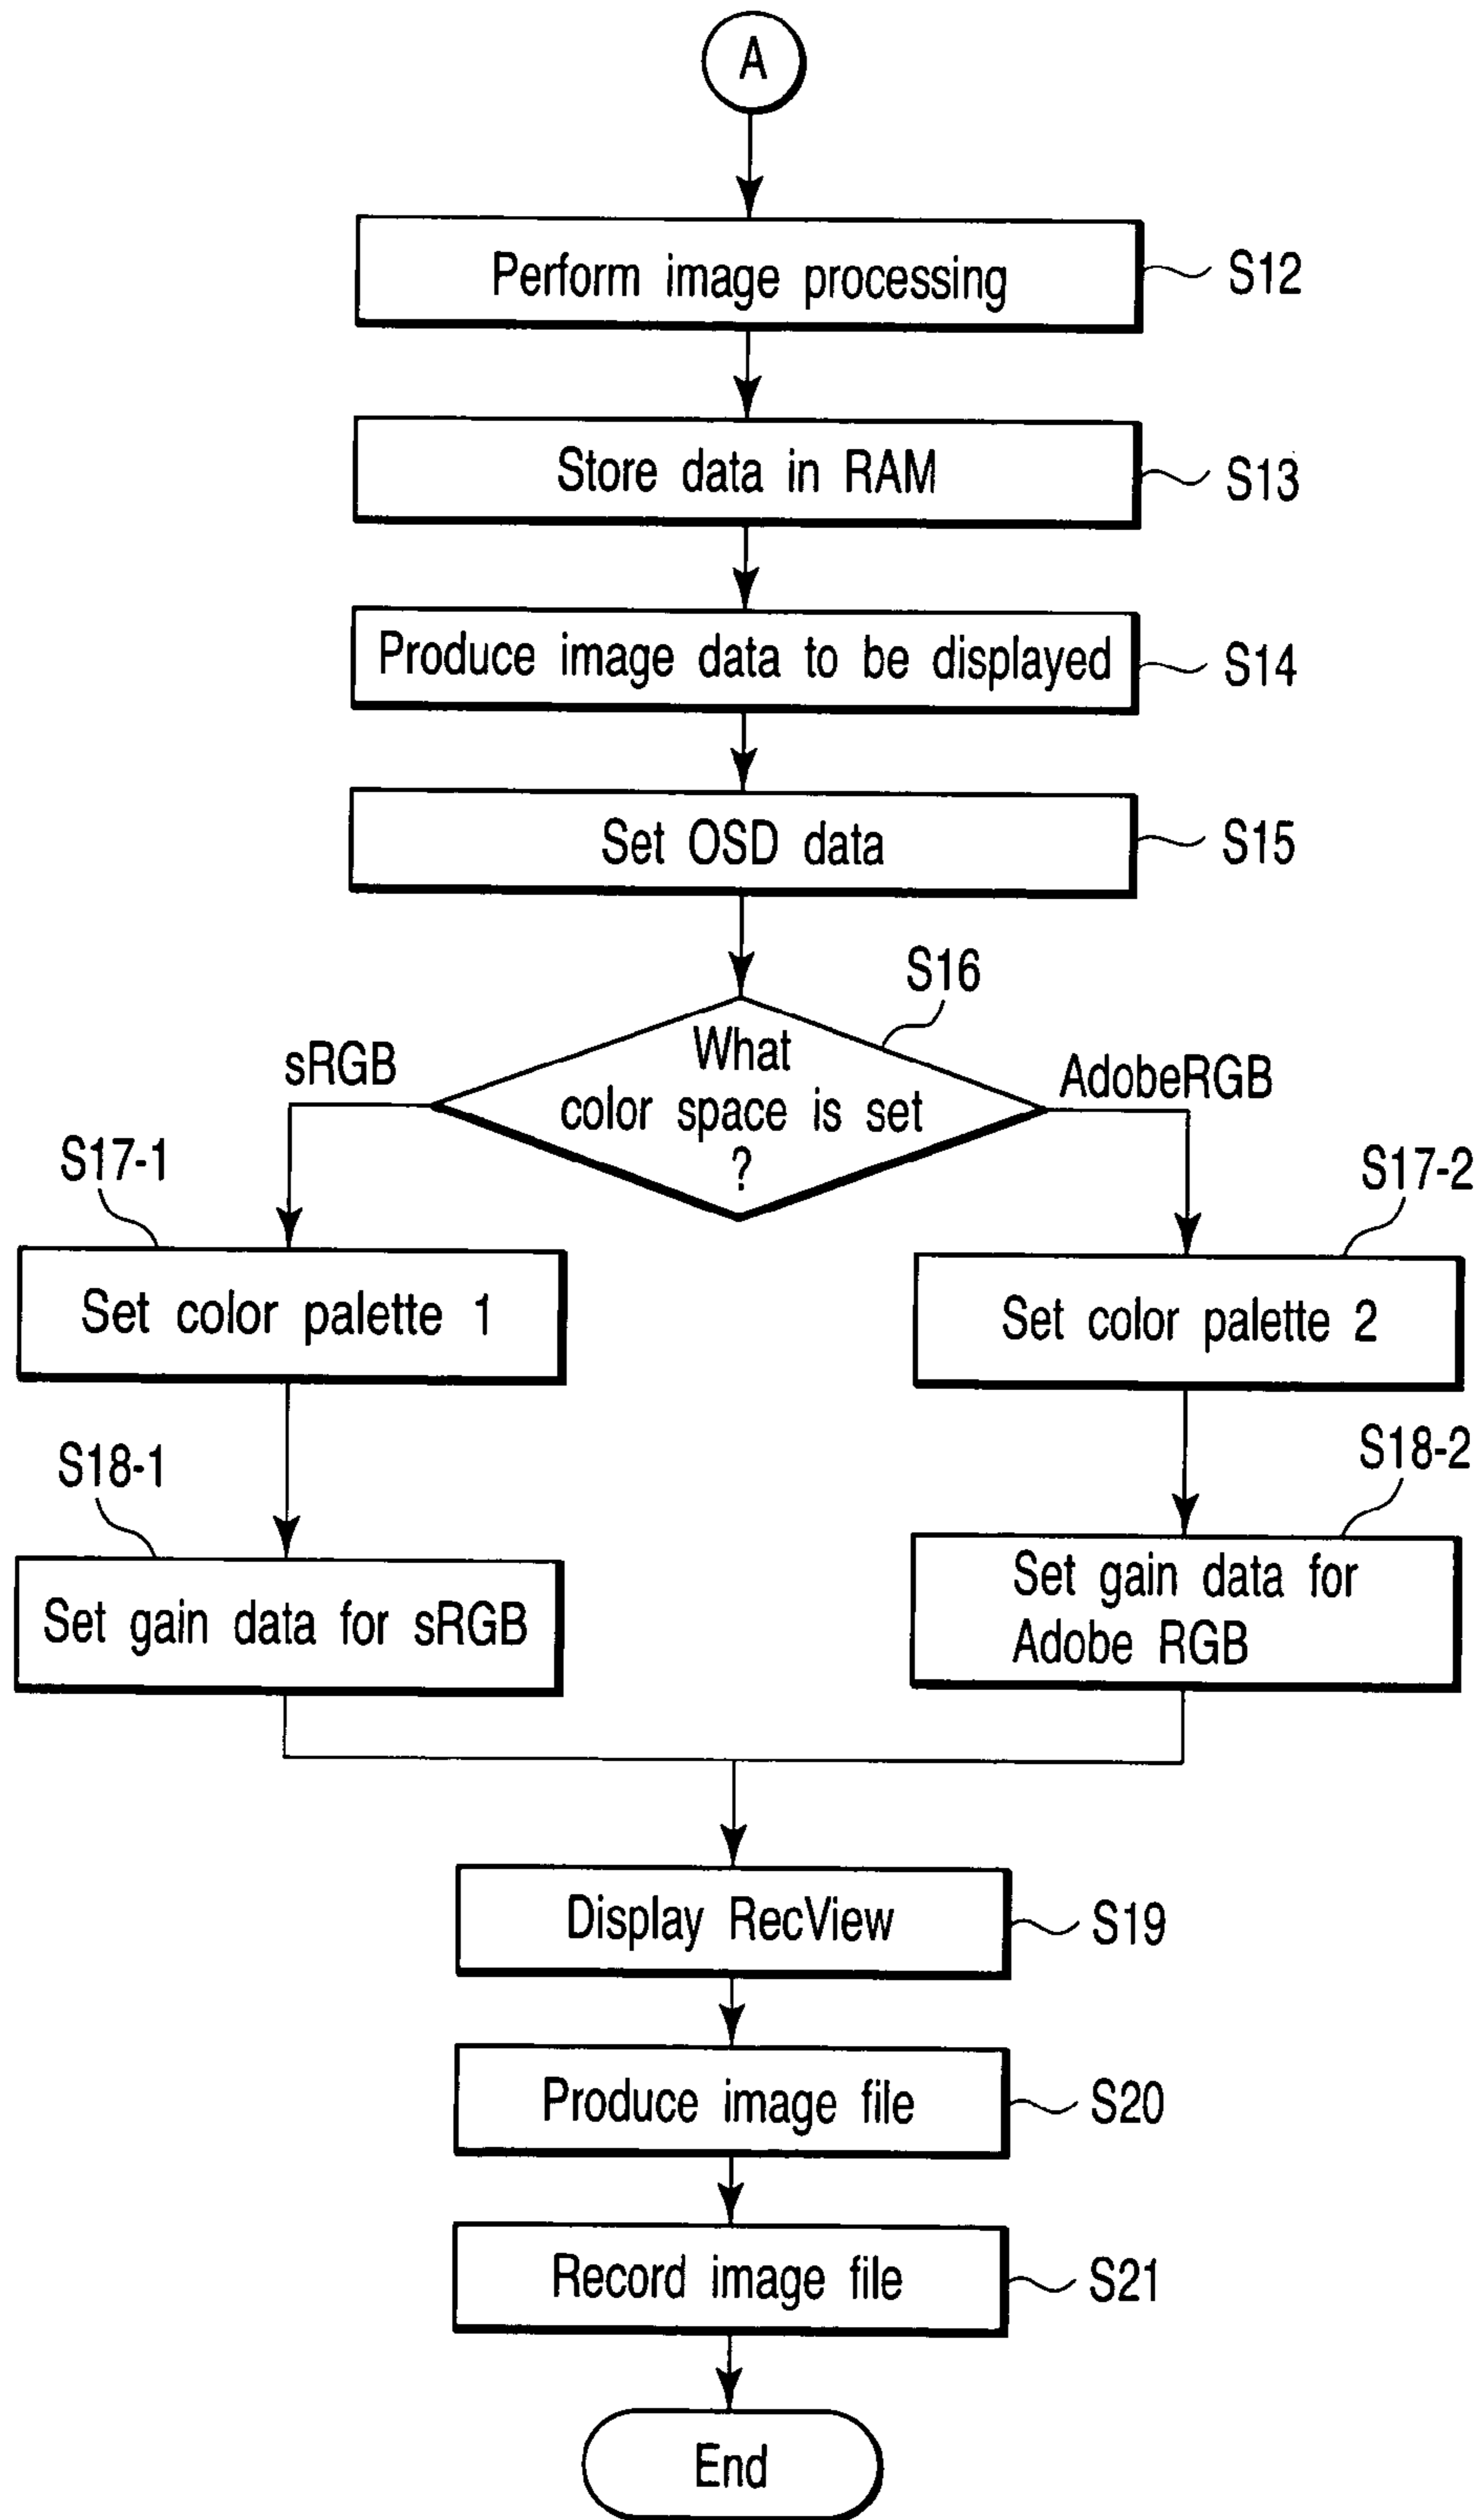 A
Perform image processing
S12
Store data in RAM
S13
Produce image data to be displayed
S14
Set OSD data
S15
S16
What
color space is set
?
sRGB
AdobeRGB
S17-1
Set color palette 1
S17-2
Set color palette 2
S18-1
Set gain data for sRGB
S18-2
Set gain data for
Adobe RGB
Display RecView
S19
Produce image file
S20
Record image file
S21
End